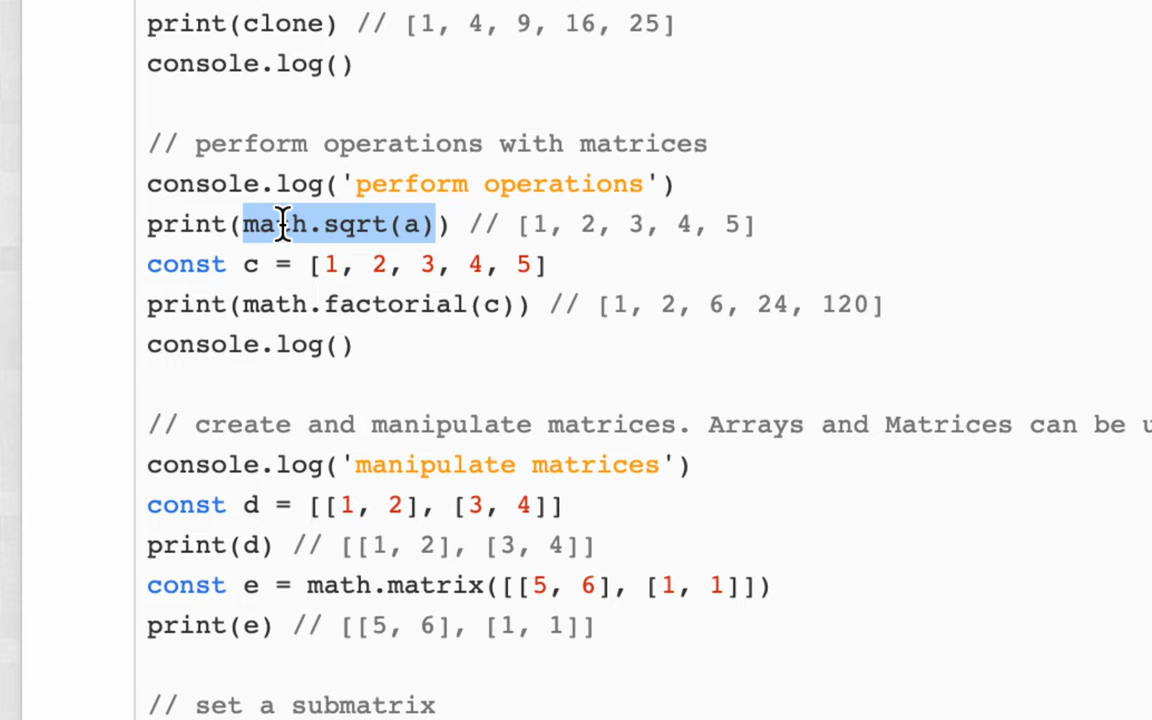 print(clone) // [1, 4, 9, 16, 25]
console.log()
// perform operations with matrices
console.log('perform operations')
print(math.sqrt(a)) // [1, 2, 3, 4, 5]
const c = [1, 2, 3, 4, 5]
print(math.factorial(c)) // [1, 2, 6, 24, 120]
console.log()
// create and manipulate matrices. Arrays and Matrices can be
console.log('manipulate matrices')
const d = [[1, 2], [3, 4]]
print(d) // [[1, 2], [3, 4]]
const e = math.matrix([[5, 6], [1, 1]])
print(e) // [[5, 6], [1, 1]]
// set a submatrix